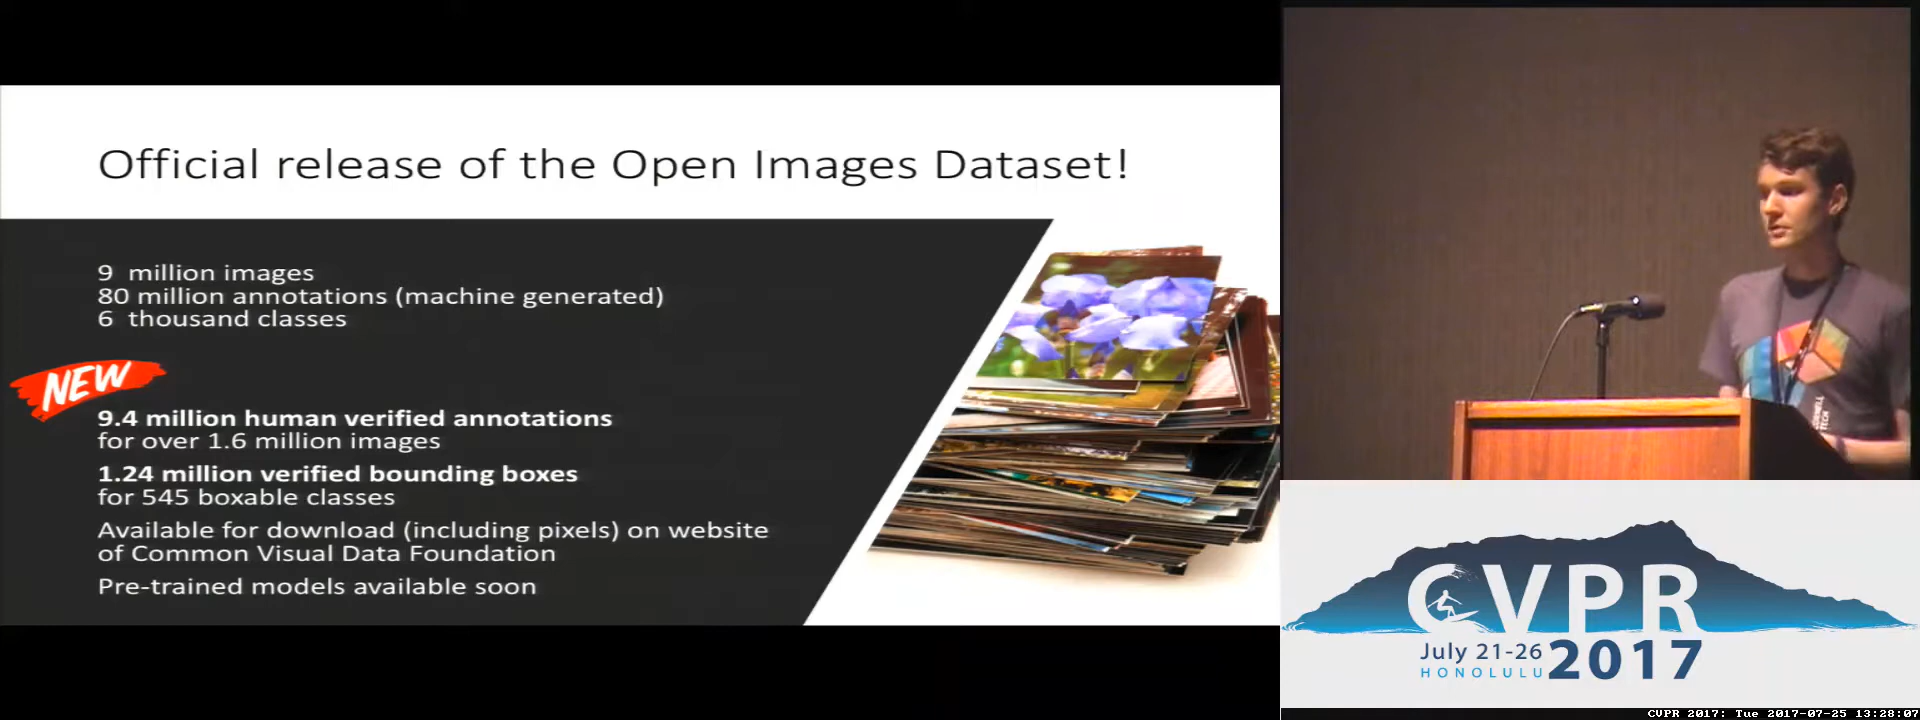 Official release of the Open Images Dataset!
9 million images
80 million annotations (machine generated)
6 thousand classes
NEW
9.4 million human verified annotations
for over 1.6 million images
1.24 million verified bounding boxes
for 545 boxable classes
Available for download (including pixels) on website
of Common Visual Data Foundation
Pre-trained models available soon
CORNELL
TECH
CVPR
July 21-26
HONOLULU
2017
CVPR 2017: Tue 2017-07-25 13:28:07